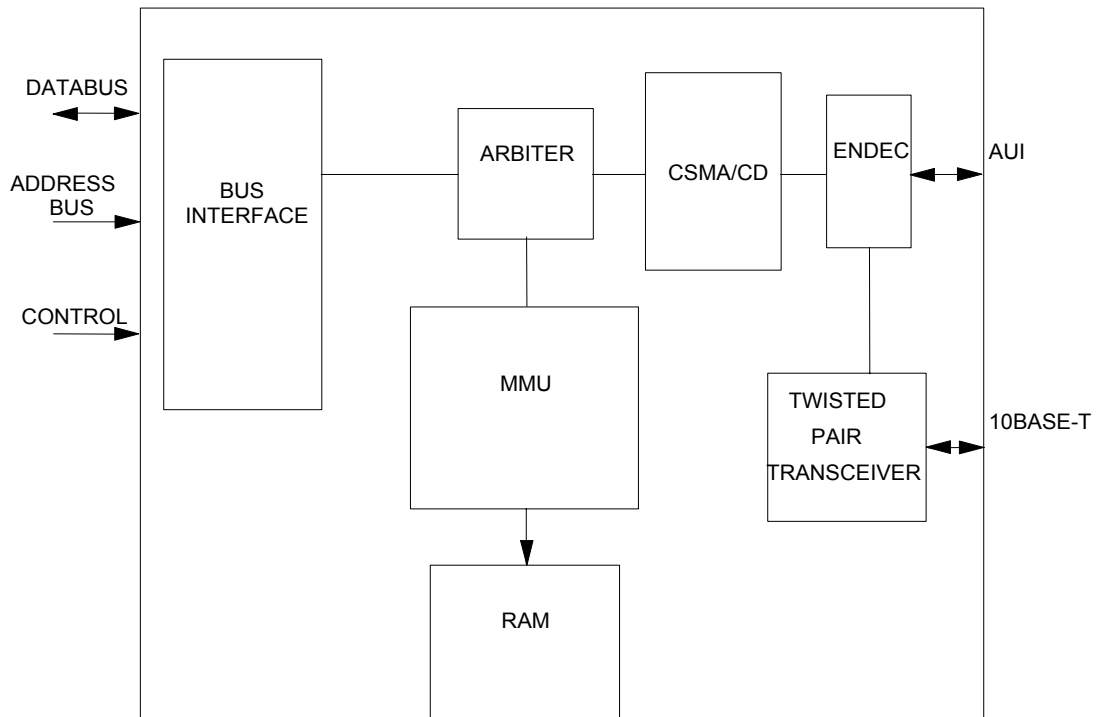 DATABUS
ADDRESS
BUS
CONTROL
BUS
INTERFACE
ARBITER
CSMA/CD
ENDEC
AUI
MMU
TWISTED
PAIR
TRANSCEIVER
10BASE-T
RAM